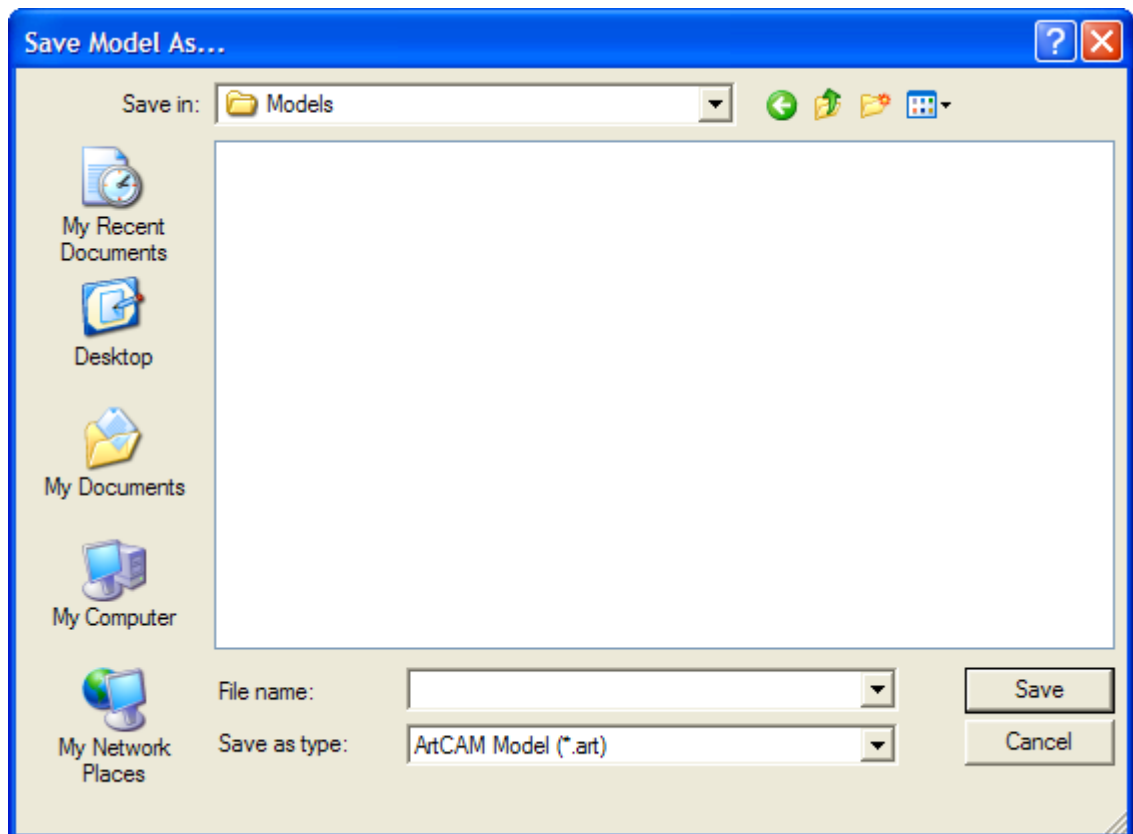 Save Model As...
?
Save in:
Models
My Recent
Documents
Desktop
My Documents
My Computer
My Network
Places
File name:
Save
Save as type:
ArtCAM Model (*.art)
Cancel